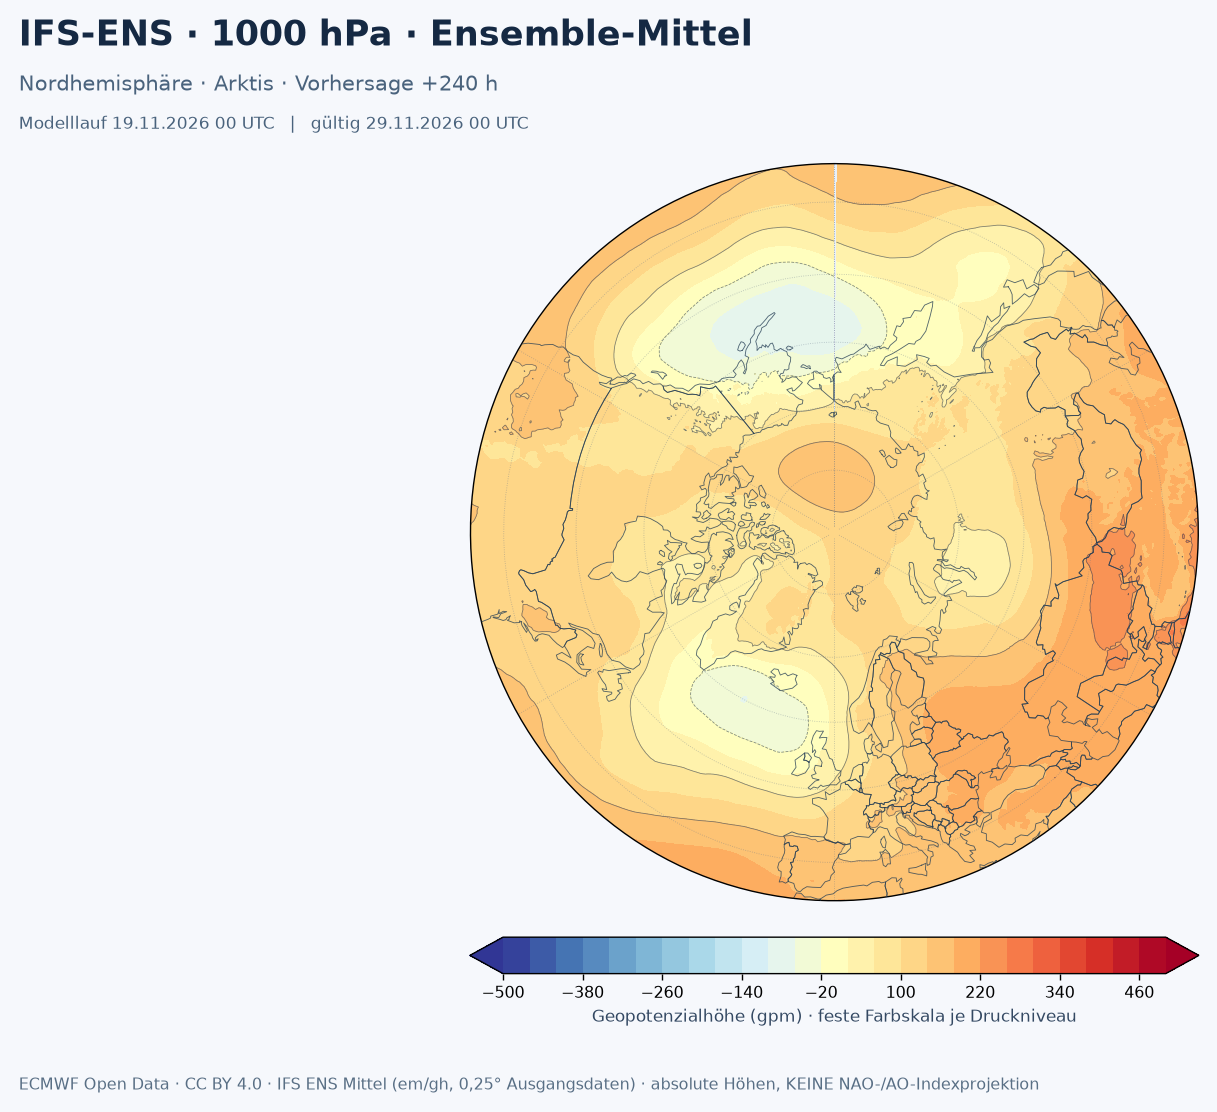 IFS-ENS · 1000 hPa · Ensemble-Mittel
Nordhemisphäre · Arktis · Vorhersage +240 h
Modelllauf 19.11.2026 00 UTC | gültig 29.11.2026 00 UTC
−500 −380 −260 −140 −20 100 220 340 460
Geopotenzialhöhe (gpm) · feste Farbskala je Druckniveau
ECMWF Open Data · CC BY 4.0 · IFS ENS Mittel (em/gh, 0,25° Ausgangsdaten) · absolute Höhen, KEINE NAO-/AO-Indexprojektion